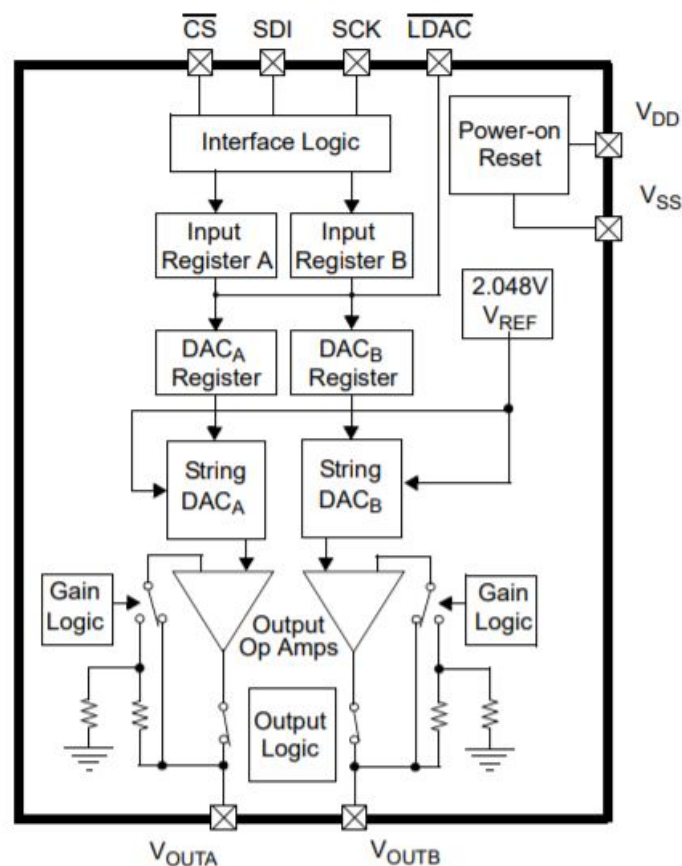 CS SDI SCK LDAC
Interface Logic
Power-on
Reset
VDD
VSS
Input
Register A
Input
Register B
2.048V
VREF
DACA
Register
DACB
Register
String
DACA
String
DACB
Gain
Logic
Output
Op Amps
Gain
Logic
Output
Logic
VOUTA
VOUTB